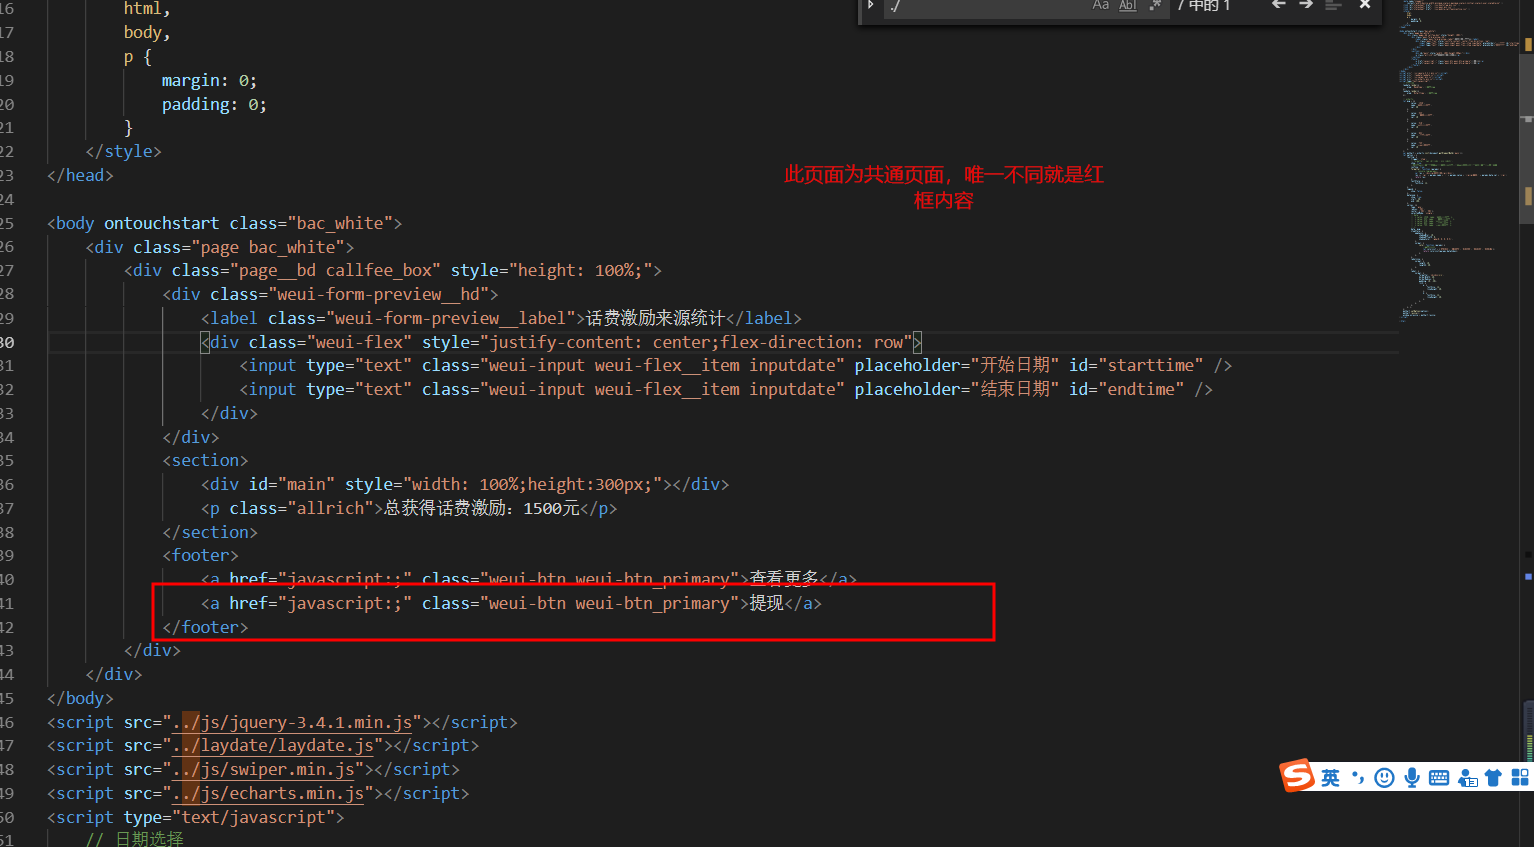 ./ Aa Abl .* 7 中的 1
16 html,
17 body,
18 p {
19 margin: 0;
20 padding: 0;
21 }
22 </style>
23 </head>
此页面为共通页面，唯一不同就是红
框内容
24
25 <body ontouchstart class="bac_white">
26 <div class="page bac_white">
27 <div class="page__bd callfee_box" style="height: 100%;">
28 <div class="weui-form-preview__hd">
29 <label class="weui-form-preview__label">话费激励来源统计</label>
30 <div class="weui-flex" style="justify-content: center;flex-direction: row">
31 <input type="text" class="weui-input weui-flex__item inputdate" placeholder="开始日期" id="starttime" />
32 <input type="text" class="weui-input weui-flex__item inputdate" placeholder="结束日期" id="endtime" />
33 </div>
34 </div>
35 <section>
36 <div id="main" style="width: 100%;height:300px;"></div>
37 <p class="allrich">总获得话费激励：1500元</p>
38 </section>
39 <footer>
40 <a href="javascript:;" class="weui-btn weui-btn_primary">查看更多</a>
41 <a href="javascript:;" class="weui-btn weui-btn_primary">提现</a>
42 </footer>
43 </div>
44 </div>
45 </body>
46 <script src="../js/jquery-3.4.1.min.js"></script>
47 <script src="../laydate/laydate.js"></script>
48 <script src="../js/swiper.min.js"></script>
49 <script src="../js/echarts.min.js"></script>
50 <script type="text/javascript">
51 // 日期选择
S 英